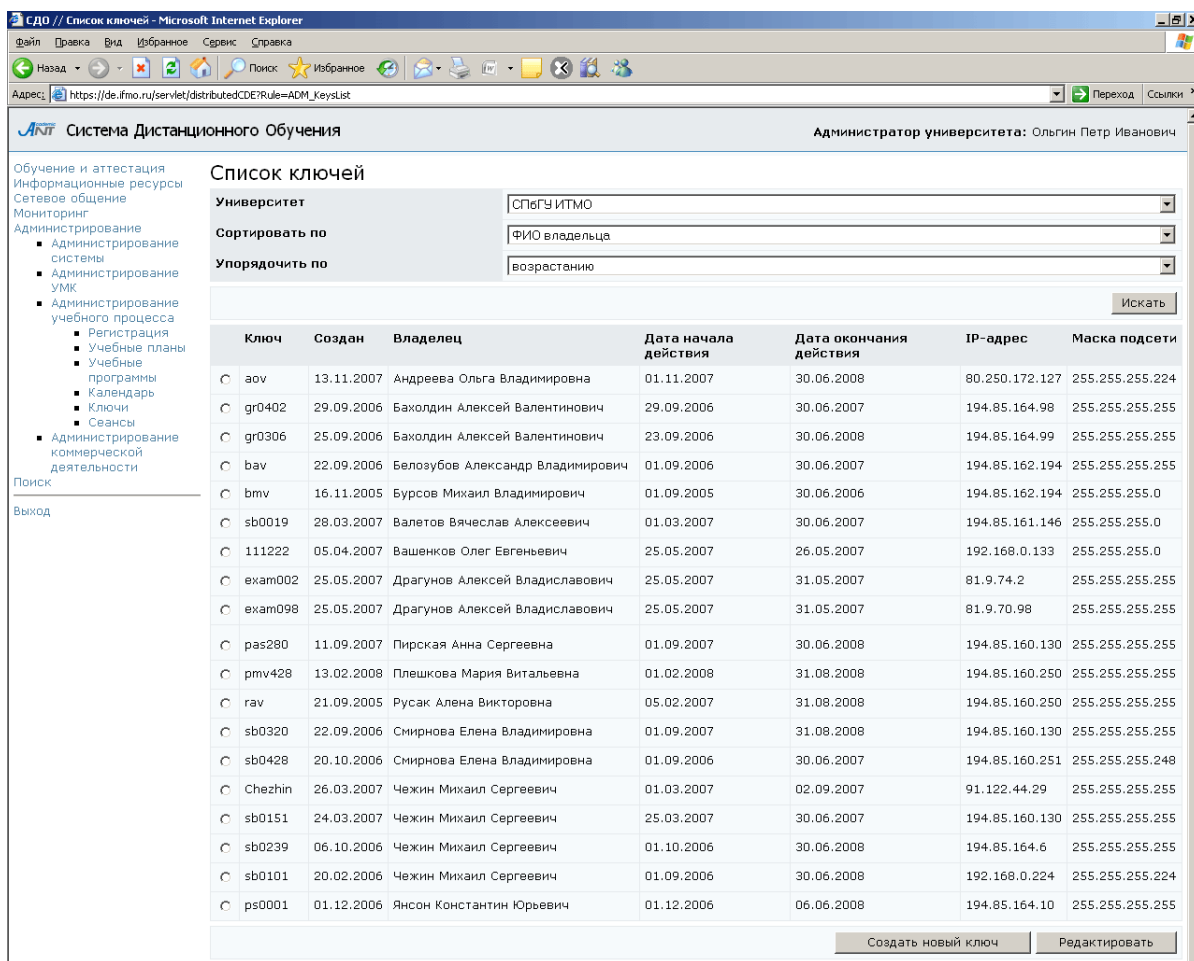 СДО // Список ключей - Microsoft Internet Explorer
Файл Правка Вид Избранное Сервис Справка
Назад Поиск Избранное
Адрес: https://de.ifmo.ru/servlet/distributedCDE?Rule=ADM_KeysList Переход Ссылки
Academic ANT Система Дистанционного Обучения Администратор университета: Ольгин Петр Иванович
Обучение и аттестация
Информационные ресурсы
Сетевое общение
Мониторинг
Администрирование
Администрирование
системы
Администрирование
УМК
Администрирование
учебного процесса
Регистрация
Учебные планы
Учебные
программы
Календарь
Ключи
Сеансы
Администрирование
коммерческой
деятельности
Поиск
Выход
Список ключей
Университет СПбГУ ИТМО
Сортировать по ФИО владельца
Упорядочить по возрастанию
Искать
Ключ Создан Владелец Дата начала действия Дата окончания действия IP-адрес Маска подсети
aov 13.11.2007 Андреева Ольга Владимировна 01.11.2007 30.06.2008 80.250.172.127 255.255.255.224
gr0402 29.09.2006 Бахолдин Алексей Валентинович 29.09.2006 30.06.2007 194.85.164.98 255.255.255.255
gr0306 25.09.2006 Бахолдин Алексей Валентинович 23.09.2006 30.06.2008 194.85.164.99 255.255.255.255
bav 22.09.2006 Белозубов Александр Владимирович 01.09.2006 30.06.2007 194.85.162.194 255.255.255.255
bmv 16.11.2005 Бурсов Михаил Владимирович 01.09.2005 30.06.2006 194.85.162.194 255.255.255.0
sb0019 28.03.2007 Валетов Вячеслав Алексеевич 01.03.2007 30.06.2007 194.85.161.146 255.255.255.0
111222 05.04.2007 Вашенков Олег Евгеньевич 25.05.2007 26.05.2007 192.168.0.133 255.255.255.0
exam002 25.05.2007 Драгунов Алексей Владиславович 25.05.2007 31.05.2007 81.9.74.2 255.255.255.255
exam098 25.05.2007 Драгунов Алексей Владиславович 25.05.2007 31.05.2007 81.9.70.98 255.255.255.255
pas280 11.09.2007 Пирская Анна Сергеевна 01.09.2007 30.06.2008 194.85.160.130 255.255.255.255
pmv428 13.02.2008 Плешкова Мария Витальевна 01.02.2008 31.08.2008 194.85.160.250 255.255.255.255
rav 21.09.2005 Русак Алена Викторовна 05.02.2007 31.08.2008 194.85.160.250 255.255.255.255
sb0320 22.09.2006 Смирнова Елена Владимировна 01.09.2007 31.08.2008 194.85.160.130 255.255.255.255
sb0428 20.10.2006 Смирнова Елена Владимировна 01.09.2006 30.06.2007 194.85.160.251 255.255.255.248
Chezhin 26.03.2007 Чежин Михаил Сергеевич 01.03.2007 02.09.2007 91.122.44.29 255.255.255.255
sb0151 24.03.2007 Чежин Михаил Сергеевич 25.03.2007 30.06.2007 194.85.160.130 255.255.255.255
sb0239 06.10.2006 Чежин Михаил Сергеевич 01.10.2006 30.06.2008 194.85.164.6 255.255.255.255
sb0101 20.02.2006 Чежин Михаил Сергеевич 01.09.2006 30.06.2008 192.168.0.224 255.255.255.224
ps0001 01.12.2006 Янсон Константин Юрьевич 01.12.2006 06.06.2008 194.85.164.10 255.255.255.255
Создать новый ключ Редактировать